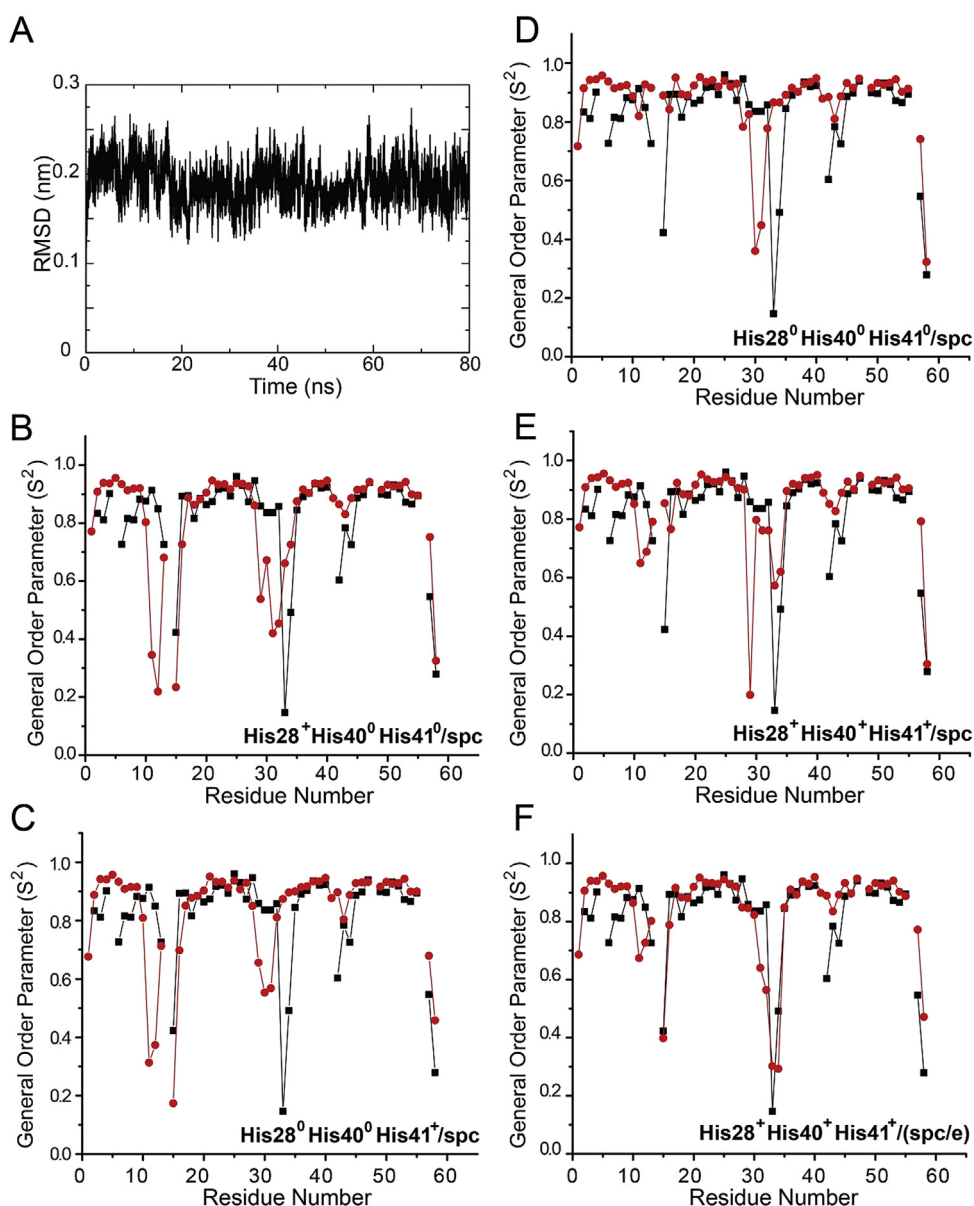 A
RMSD (nm)
0.3
0.2
0.1
0
0 20 40 60 80
Time (ns)
B
General Order Parameter (S²)
1.0
0.8
0.6
0.4
0.2
0.0
0 10 20 30 40 50 60
Residue Number
His28⁺His40⁰ His41⁰/spc
C
General Order Parameter (S²)
1.0
0.8
0.6
0.4
0.2
0.0
0 10 20 30 40 50 60
Residue Number
His28⁰ His40⁰ His41⁺/spc
D
General Order Parameter (S²)
1.0
0.8
0.6
0.4
0.2
0.0
0 10 20 30 40 50 60
Residue Number
His28⁰ His40⁰ His41⁰/spc
E
General Order Parameter (S²)
1.0
0.8
0.6
0.4
0.2
0.0
0 10 20 30 40 50 60
Residue Number
His28⁺His40⁺His41⁺/spc
F
General Order Parameter (S²)
1.0
0.8
0.6
0.4
0.2
0.0
0 10 20 30 40 50 60
Residue Number
His28⁺His40⁺ His41⁺/(spc/e)